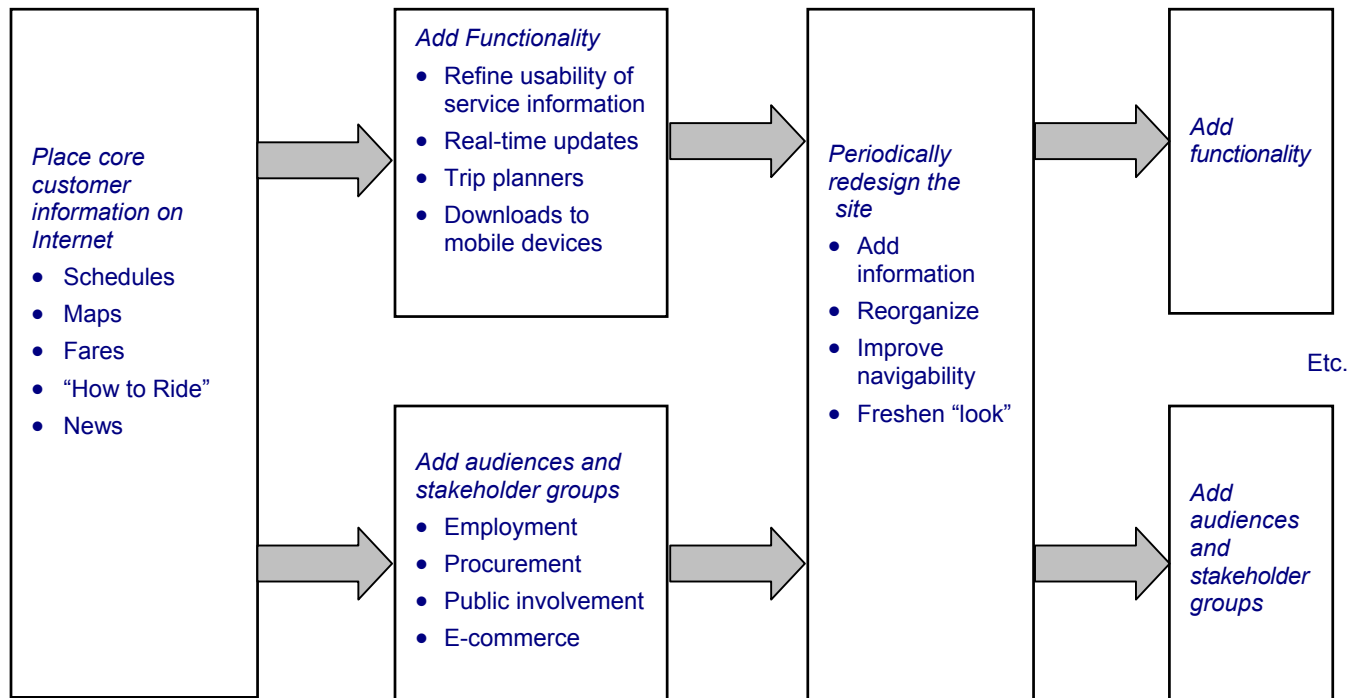 Place core
customer
information on
Internet
• Schedules
• Maps
• Fares
• “How to Ride”
• News
Add Functionality
• Refine usability of
service information
• Real-time updates
• Trip planners
• Downloads to
mobile devices
Add audiences and
stakeholder groups
• Employment
• Procurement
• Public involvement
• E-commerce
Periodically
redesign the
site
• Add
information
• Reorganize
• Improve
navigability
• Freshen “look”
Add
functionality
Etc.
Add
audiences
and
stakeholder
groups